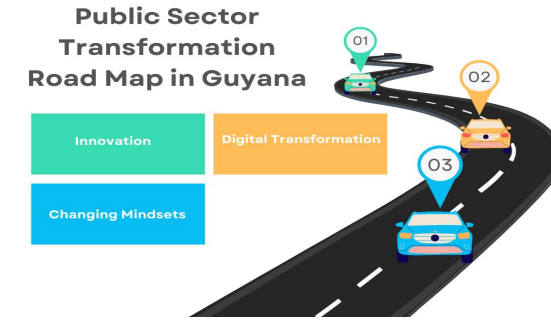 Public Sector
Transformation
Road Map in Guyana
01
02
Innovation
Digital Transformation
03
Changing Mindsets